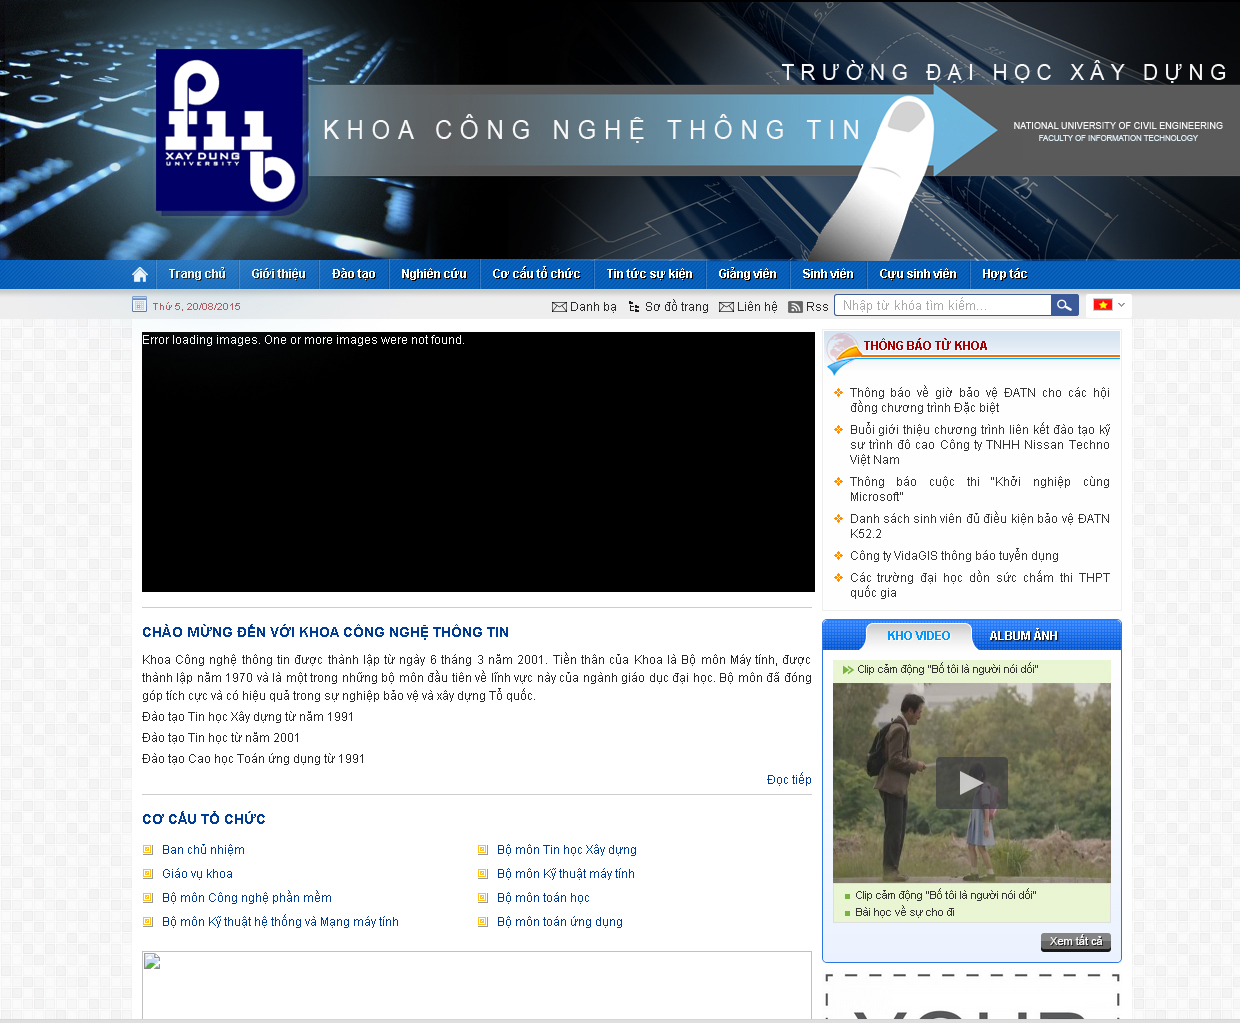 TRƯỜNG ĐẠI HỌC XÂY DỰNG
XAY DUNG
UNIVERSITY
KHOA CÔNG NGHỆ THÔNG TIN
NATIONAL UNIVERSITY OF CIVIL ENGINEERING
FACULTY OF INFORMATION TECHNOLOGY
25
Trang chủ Giới thiệu Đào tạo Nghiên cứu Cơ cấu tổ chức Tin tức sự kiện Giảng viên Sinh viên Cựu sinh viên Hợp tác
Thứ 5, 20/08/2015 Danh bạ Sơ đồ trang Liên hệ Rss Nhập từ khóa tìm kiếm...
Error loading images. One or more images were not found.
CHÀO MỪNG ĐẾN VỚI KHOA CÔNG NGHỆ THÔNG TIN
Khoa Công nghệ thông tin được thành lập từ ngày 6 tháng 3 năm 2001. Tiền thân của Khoa là Bộ môn Máy tính, được
thành lập năm 1970 và là một trong những bộ môn đầu tiên về lĩnh vực này của ngành giáo dục đại học. Bộ môn đã đóng
góp tích cực và có hiệu quả trong sự nghiệp bảo vệ và xây dựng Tổ quốc.
Đào tạo Tin học Xây dựng từ năm 1991
Đào tạo Tin học từ năm 2001
Đào tạo Cao học Toán ứng dụng từ 1991
Đọc tiếp
CƠ CẤU TỔ CHỨC
Ban chủ nhiệm
Giáo vụ khoa
Bộ môn Công nghệ phần mềm
Bộ môn Kỹ thuật hệ thống và Mạng máy tính
Bộ môn Tin học Xây dựng
Bộ môn Kỹ thuật máy tính
Bộ môn toán học
Bộ môn toán ứng dụng
THÔNG BÁO TỪ KHOA
Thông báo về giờ bảo vệ ĐATN cho các hội
đồng chương trình Đặc biệt
Buổi giới thiệu chương trình liên kết đào tạo kỹ
sư trình đô cao Công ty TNHH Nissan Techno
Việt Nam
Thông báo cuộc thi "Khởi nghiệp cùng
Microsoft"
Danh sách sinh viên đủ điều kiện bảo vệ ĐATN
K52.2
Công ty VidaGIS thông báo tuyển dụng
Các trường đại học dồn sức chấm thi THPT
quốc gia
KHO VIDEO ALBUM ẢNH
Clip cảm động "Bố tôi là người nói dối"
Clip cảm động "Bố tôi là người nói dối"
Bài học về sự cho đi
Xem tất cả
YOUR